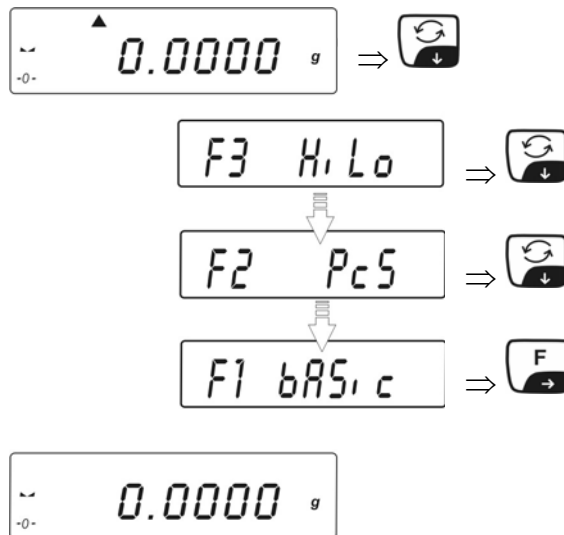 0.0000 g
-0-
F3 HiLo
F2 PcS
F1 bASic
F
0.0000 g
-0-